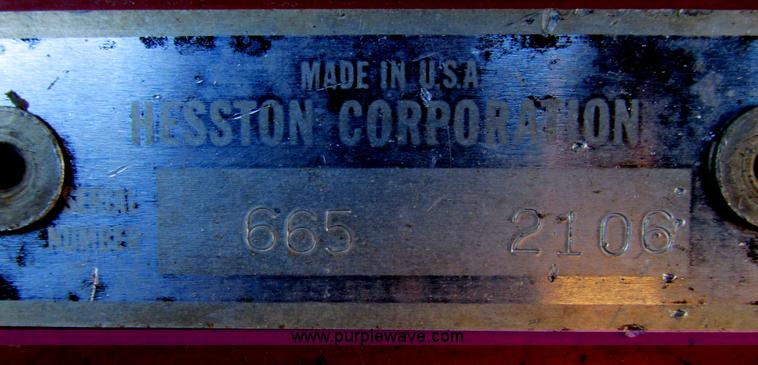 MADE IN U.S.A
HESSTON CORPORATION
SERIAL
NUMBER
665 2106
www.purplewave.com